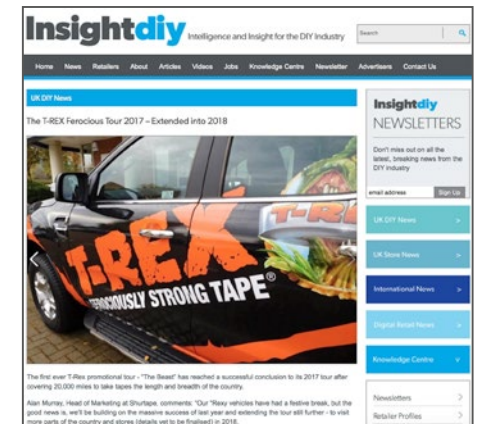 Insightdiy Intelligence and Insight for the DIY Industry
Search
Home News Retailers About Articles Videos Jobs Knowledge Centre Newsletter Advertisers Contact Us
UK DIY News
The T-REX Ferocious Tour 2017 – Extended into 2018
T-REX
T-REX
FEROCIOUSLY STRONG TAPE®
The first ever T-Rex promotional tour - "The Beast" has reached a successful conclusion to its 2017 tour after
covering 20,000 miles to take tapes the length and breadth of the country.
Alan Murray, Head of Marketing at Shurtape, comments: "Our "Rexy vehicles have had a festive break, but the
good news is, we'll be building on the massive success of last year and extending the tour still further - to visit
more parts of the country and stores (details yet to be finalised) in 2018.
Insightdiy
NEWSLETTERS
Don't miss out on all the
latest, breaking news from the
DIY industry
email address Sign Up
UK DIY News >
UK Store News >
International News >
Digital Retail News >
Knowledge Centre v
Newsletters >
Retailer Profiles >